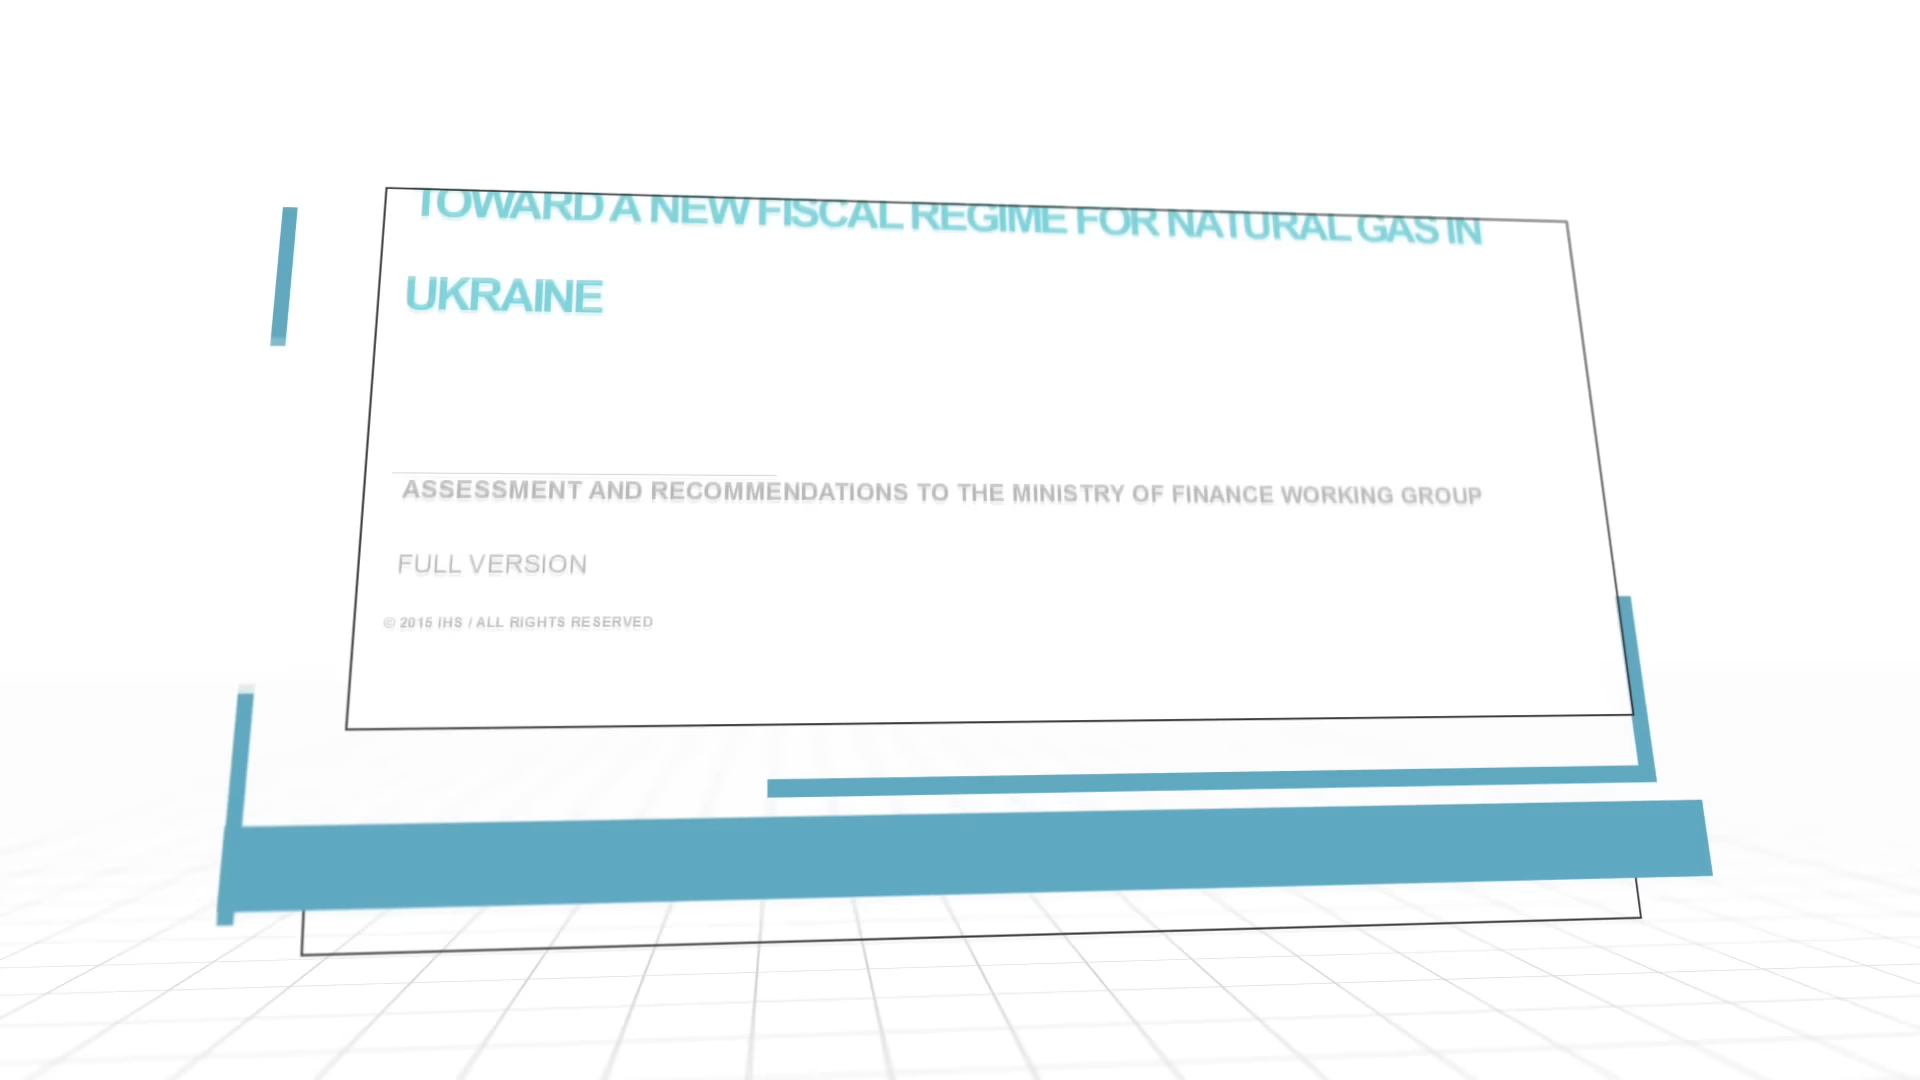 TOWARD A NEW FISCAL REGIME FOR NATURAL GAS IN
UKRAINE
ASSESSMENT AND RECOMMENDATIONS TO THE MINISTRY OF FINANCE WORKING GROUP
FULL VERSION
© 2015 IHS / ALL RIGHTS RESERVED